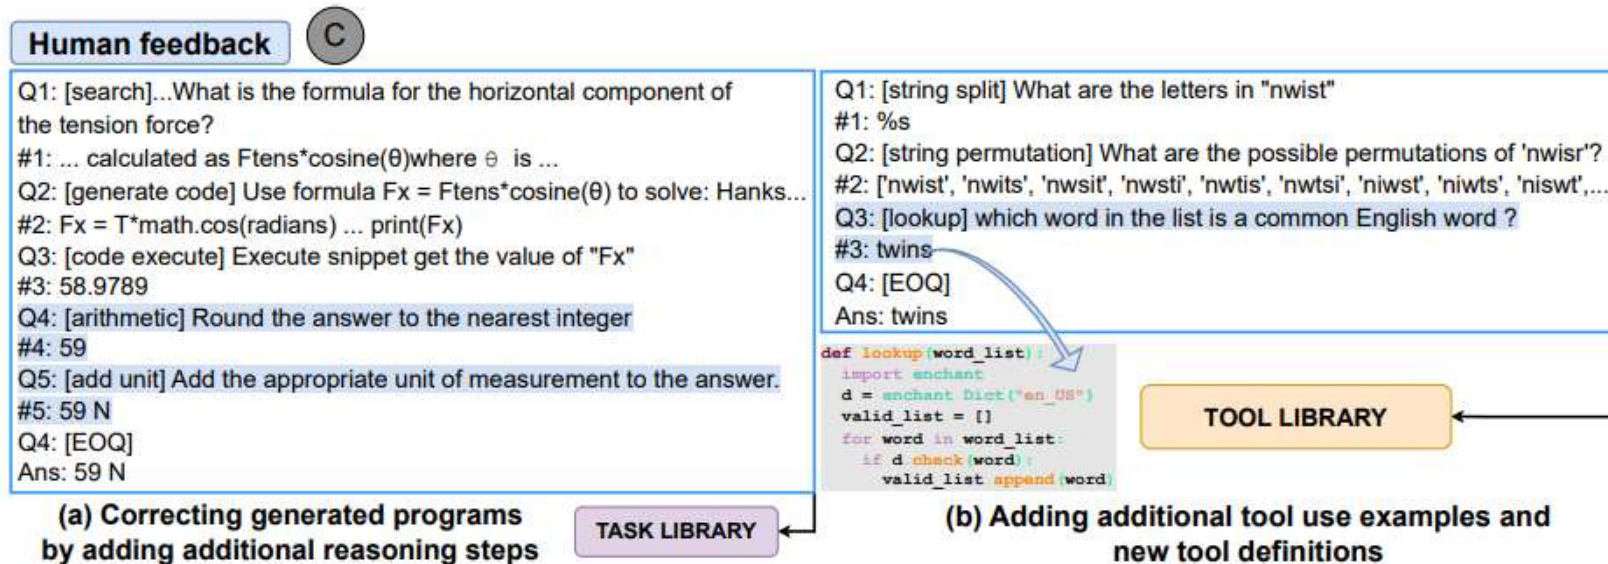 Human feedback
C
Q1: [search]...What is the formula for the horizontal component of
the tension force?
#1: ... calculated as Ftens*cosine(θ)where θ is ...
Q2: [generate code] Use formula Fx = Ftens*cosine(θ) to solve: Hanks...
#2: Fx = T*math.cos(radians) ... print(Fx)
Q3: [code execute] Execute snippet get the value of "Fx"
#3: 58.9789
Q4: [arithmetic] Round the answer to the nearest integer
#4: 59
Q5: [add unit] Add the appropriate unit of measurement to the answer.
#5: 59 N
Q4: [EOQ]
Ans: 59 N
(a) Correcting generated programs
by adding additional reasoning steps
TASK LIBRARY
Q1: [string split] What are the letters in "nwist"
#1: %s
Q2: [string permutation] What are the possible permutations of 'nwisr'?
#2: ['nwist', 'nwits', 'nwsit', 'nwsti', 'nwtis', 'nwtsi', 'niwst', 'niwts', 'niswt',...
Q3: [lookup] which word in the list is a common English word ?
#3: twins
Q4: [EOQ]
Ans: twins
def lookup(word_list):
import enchant
d = enchant.Dict("en_US")
valid_list = []
for word in word_list:
if d.check(word):
valid_list.append(word)
TOOL LIBRARY
(b) Adding additional tool use examples and
new tool definitions